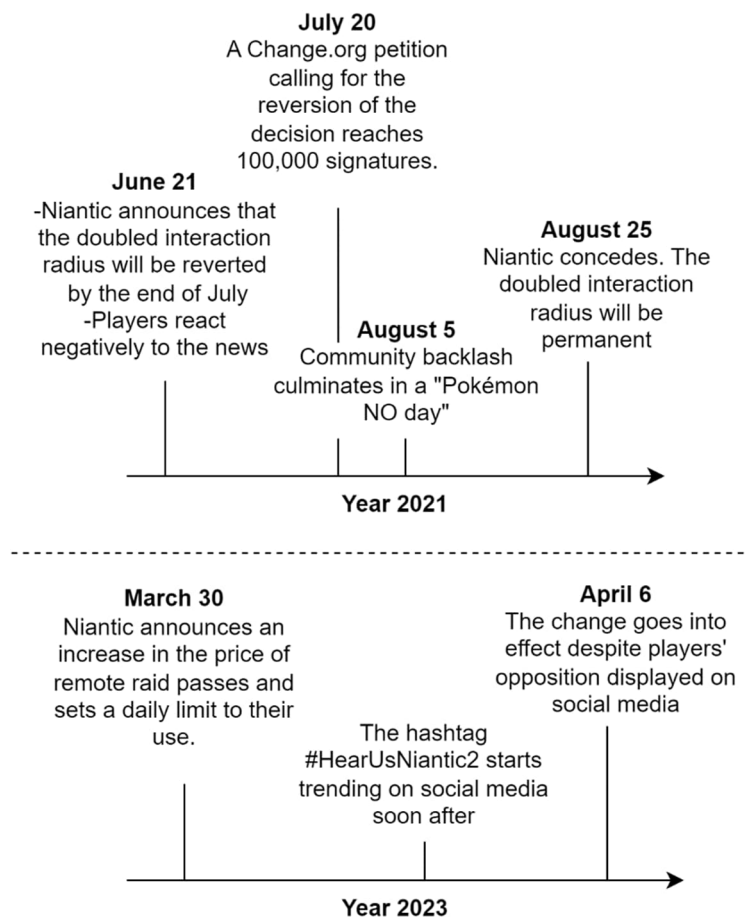 July 20
A Change.org petition
calling for the
reversion of the
decision reaches
100,000 signatures.
June 21
-Niantic announces that
the doubled interaction
radius will be reverted
by the end of July
-Players react
negatively to the news
August 25
Niantic concedes. The
doubled interaction
radius will be
permanent
August 5
Community backlash
culminates in a "Pokémon
NO day"
Year 2021
March 30
Niantic announces an
increase in the price of
remote raid passes and
sets a daily limit to their
use.
April 6
The change goes into
effect despite players'
opposition displayed on
social media
The hashtag
#HearUsNiantic2 starts
trending on social media
soon after
Year 2023